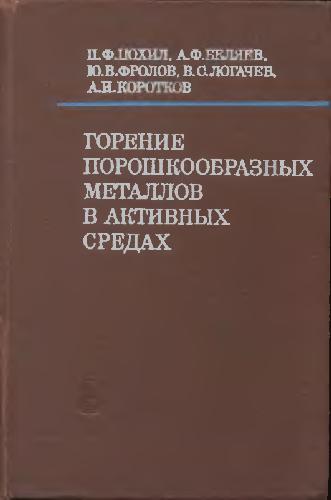 П.Ф.ПОХИЛ, А.Ф.БЕЛЯЕВ,
Ю.В.ФРОЛОВ, В.С.ЛОГАЧЕВ,
А.И.КОРОТКОВ
ГОРЕНИЕ
ПОРОШКООБРАЗНЫХ
МЕТАЛЛОВ
В АКТИВНЫХ
СРЕДАХ